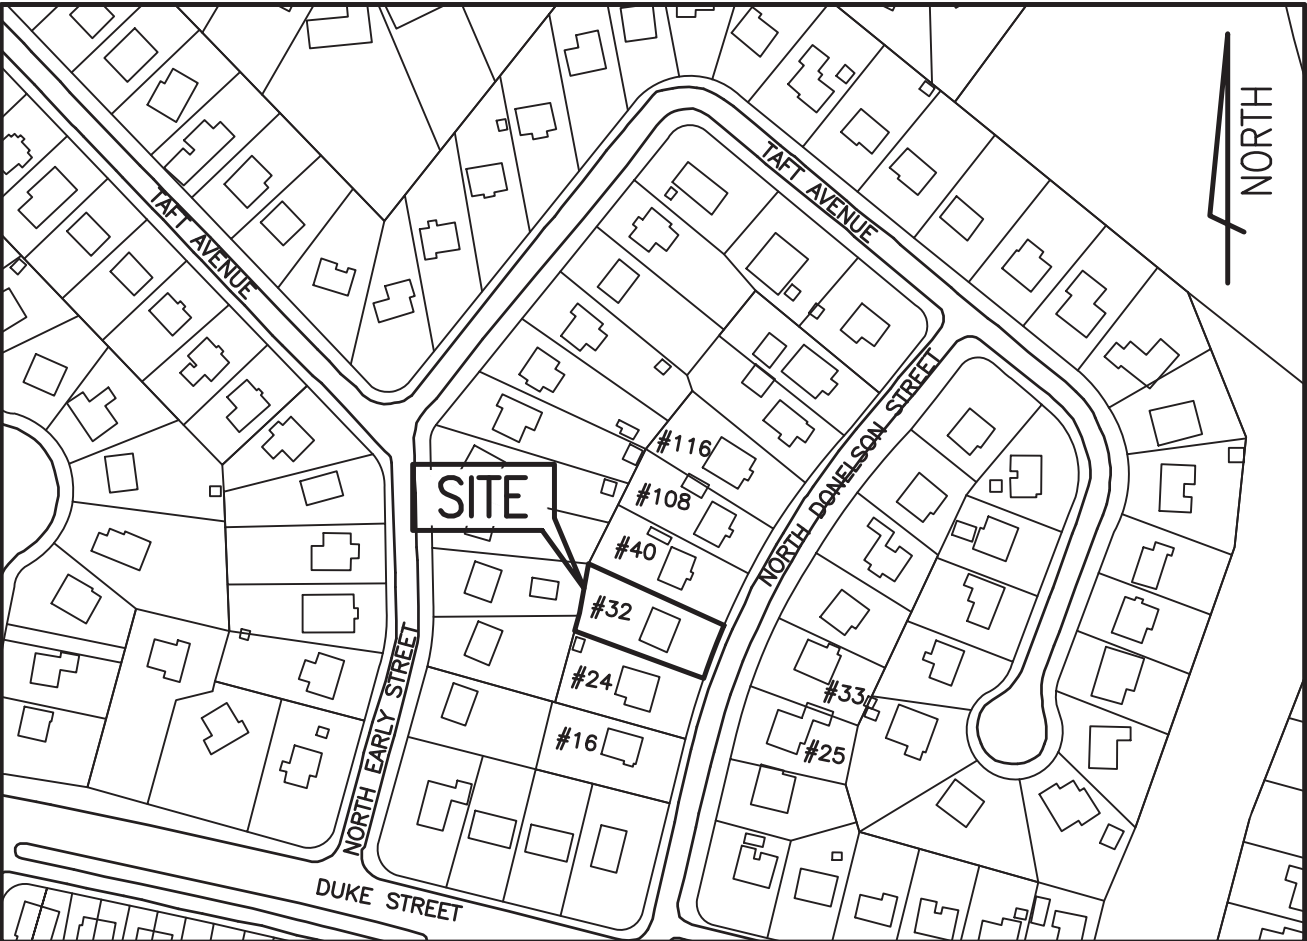 NORTH
TAFT AVENUE
TAFT AVENUE
NORTH DONELSON STREET
#116
SITE
#108
#40
#32
#24
#33
#16
#25
NORTH EARLY STREET
DUKE STREET